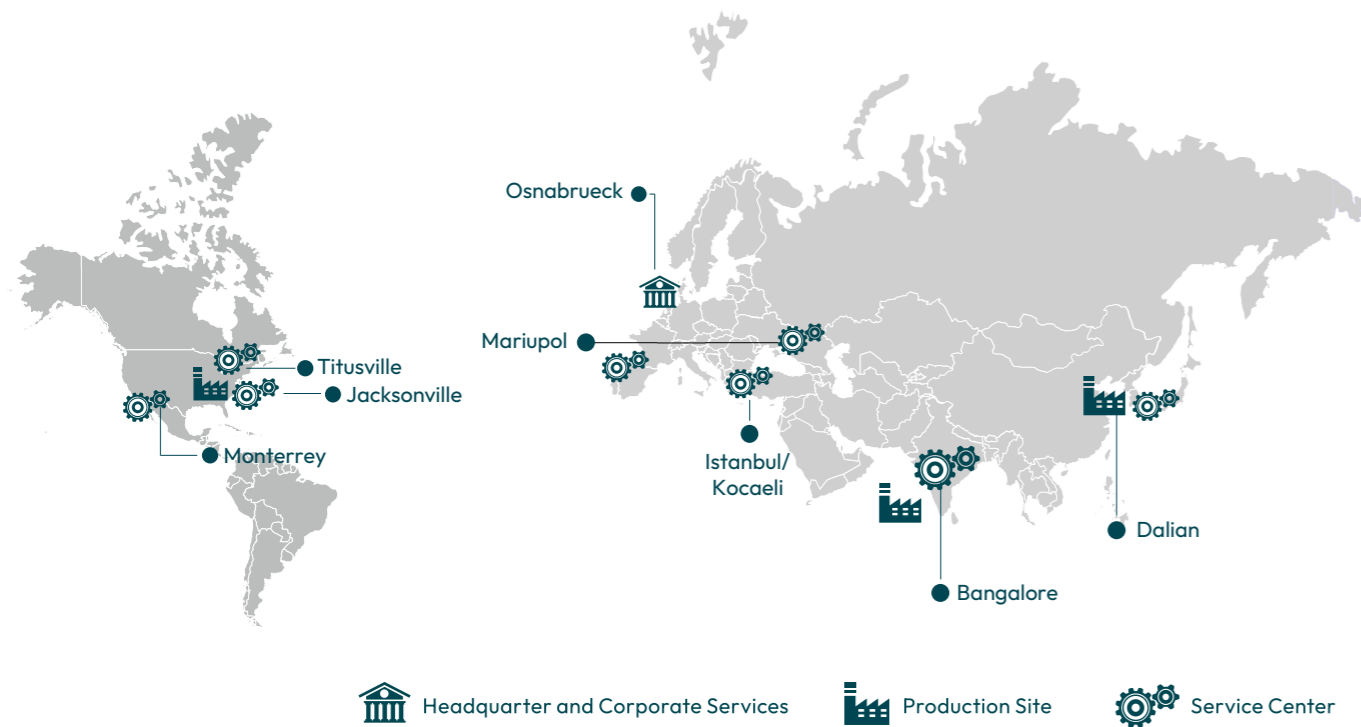 Osnabrueck
Mariupol
Titusville
Jacksonville
Monterrey
Istanbul/
Kocaeli
Dalian
Bangalore
Headquarter and Corporate Services
Production Site
Service Center